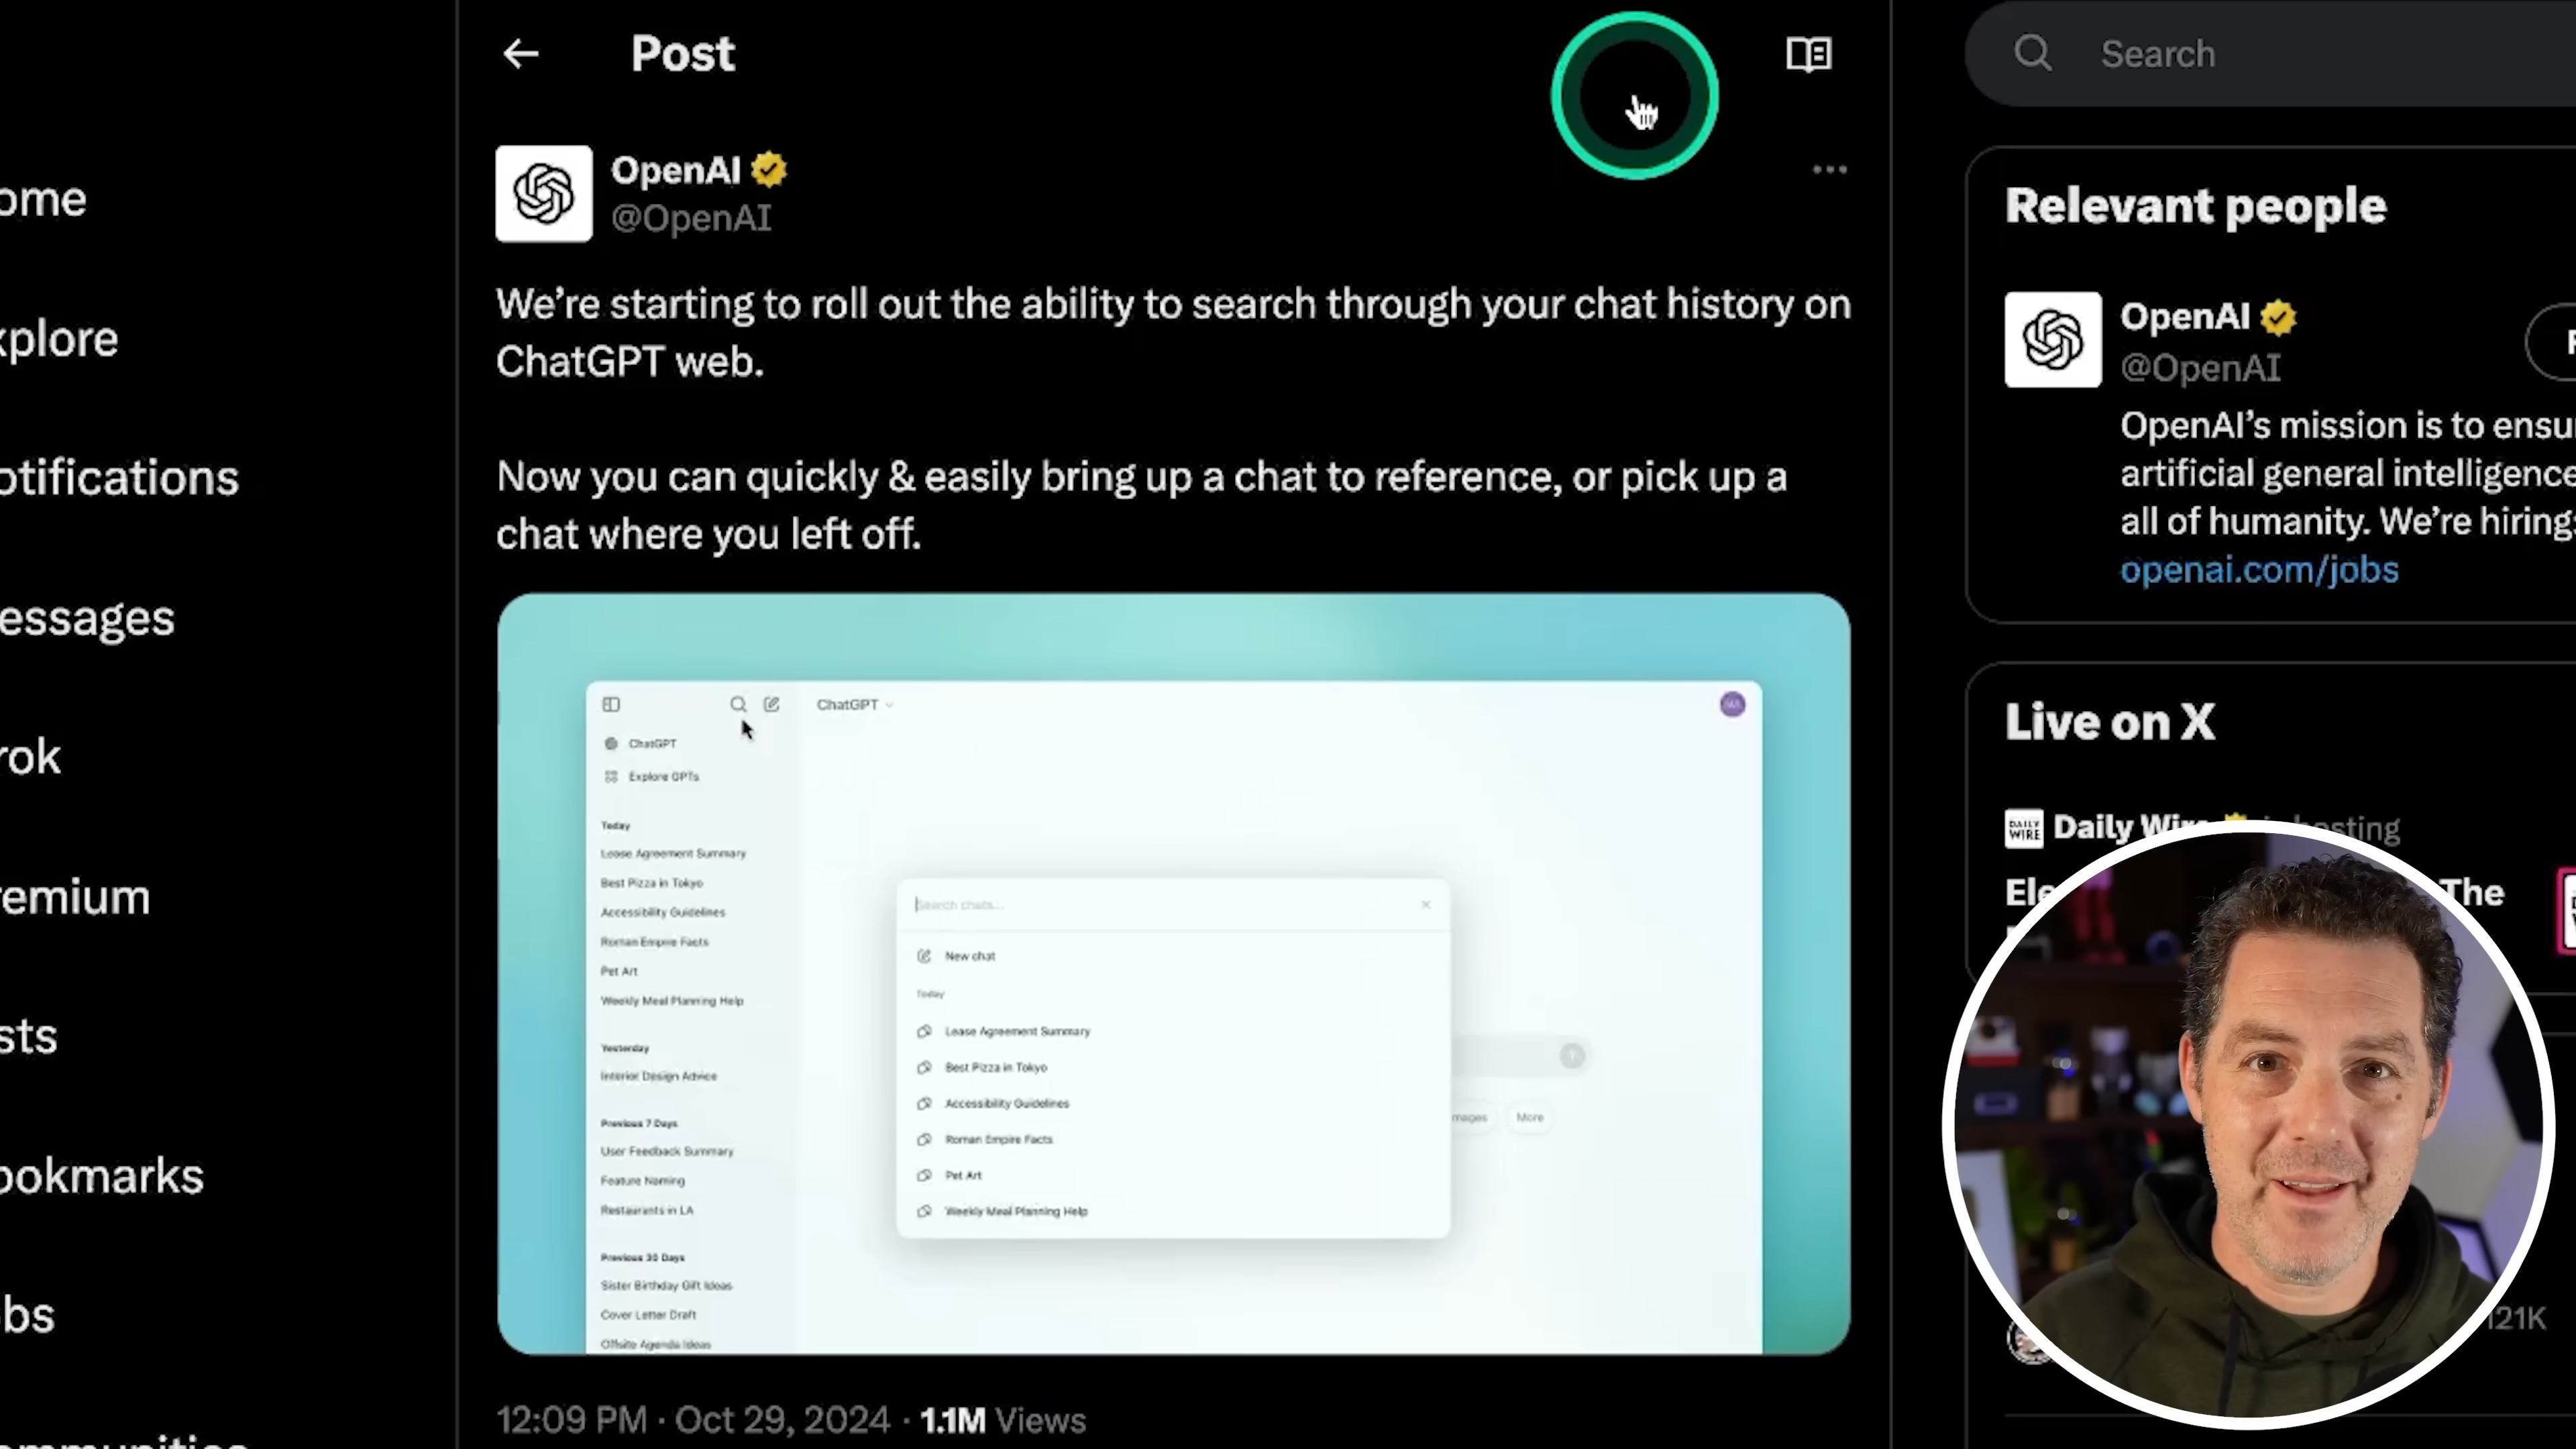 Post
Search
OpenAI
@OpenAI
We're starting to roll out the ability to search through your chat history on
ChatGPT web.
Now you can quickly & easily bring up a chat to reference, or pick up a
chat where you left off.
ChatGPT
ChatGPT
Explore GPTs
Today
Lease Agreement Summary
Best Pizza in Tokyo
Accessibility Guidelines
Roman Empire Facts
Pet Art
Weekly Meal Planning Help
Yesterday
Interior Design Advice
Previous 7 Days
User Feedback Summary
Feature Naming
Restaurants in LA
Previous 30 Days
Sister Birthday Gift Ideas
Cover Letter Draft
Offsite Agenda Ideas
Search chats...
New chat
Today
Lease Agreement Summary
Best Pizza in Tokyo
Accessibility Guidelines
Roman Empire Facts
Pet Art
Weekly Meal Planning Help
mages
More
12:09 PM · Oct 29, 2024 · 1.1M Views
ome
xplore
otifications
essages
rok
remium
sts
ookmarks
obs
Relevant people
OpenAI
@OpenAI
OpenAI's mission is to ensu
artificial general intelligence
all of humanity. We're hiring:
openai.com/jobs
Live on X
DAILY
WIRE
Daily Wire hosting
Ele The
121K